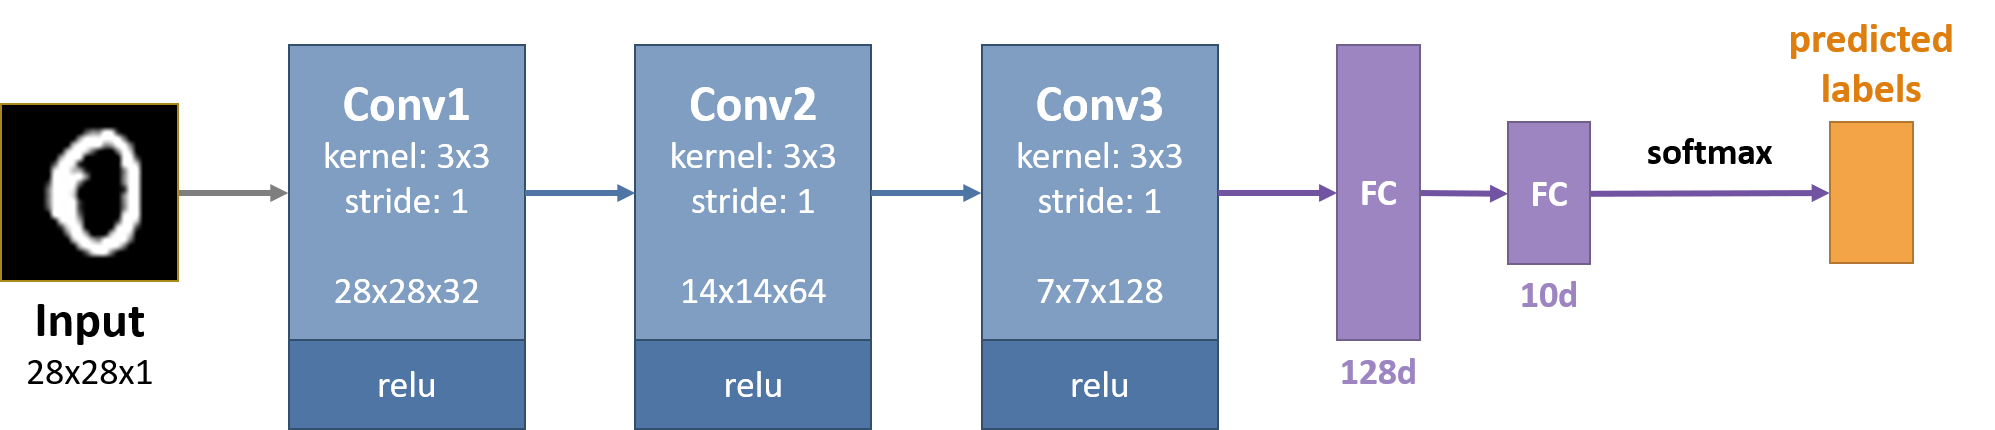 Input
28x28x1
Conv1
kernel: 3x3
stride: 1
28x28x32
relu
Conv2
kernel: 3x3
stride: 1
14x14x64
relu
Conv3
kernel: 3x3
stride: 1
7x7x128
relu
FC
128d
FC
10d
softmax
predicted
labels